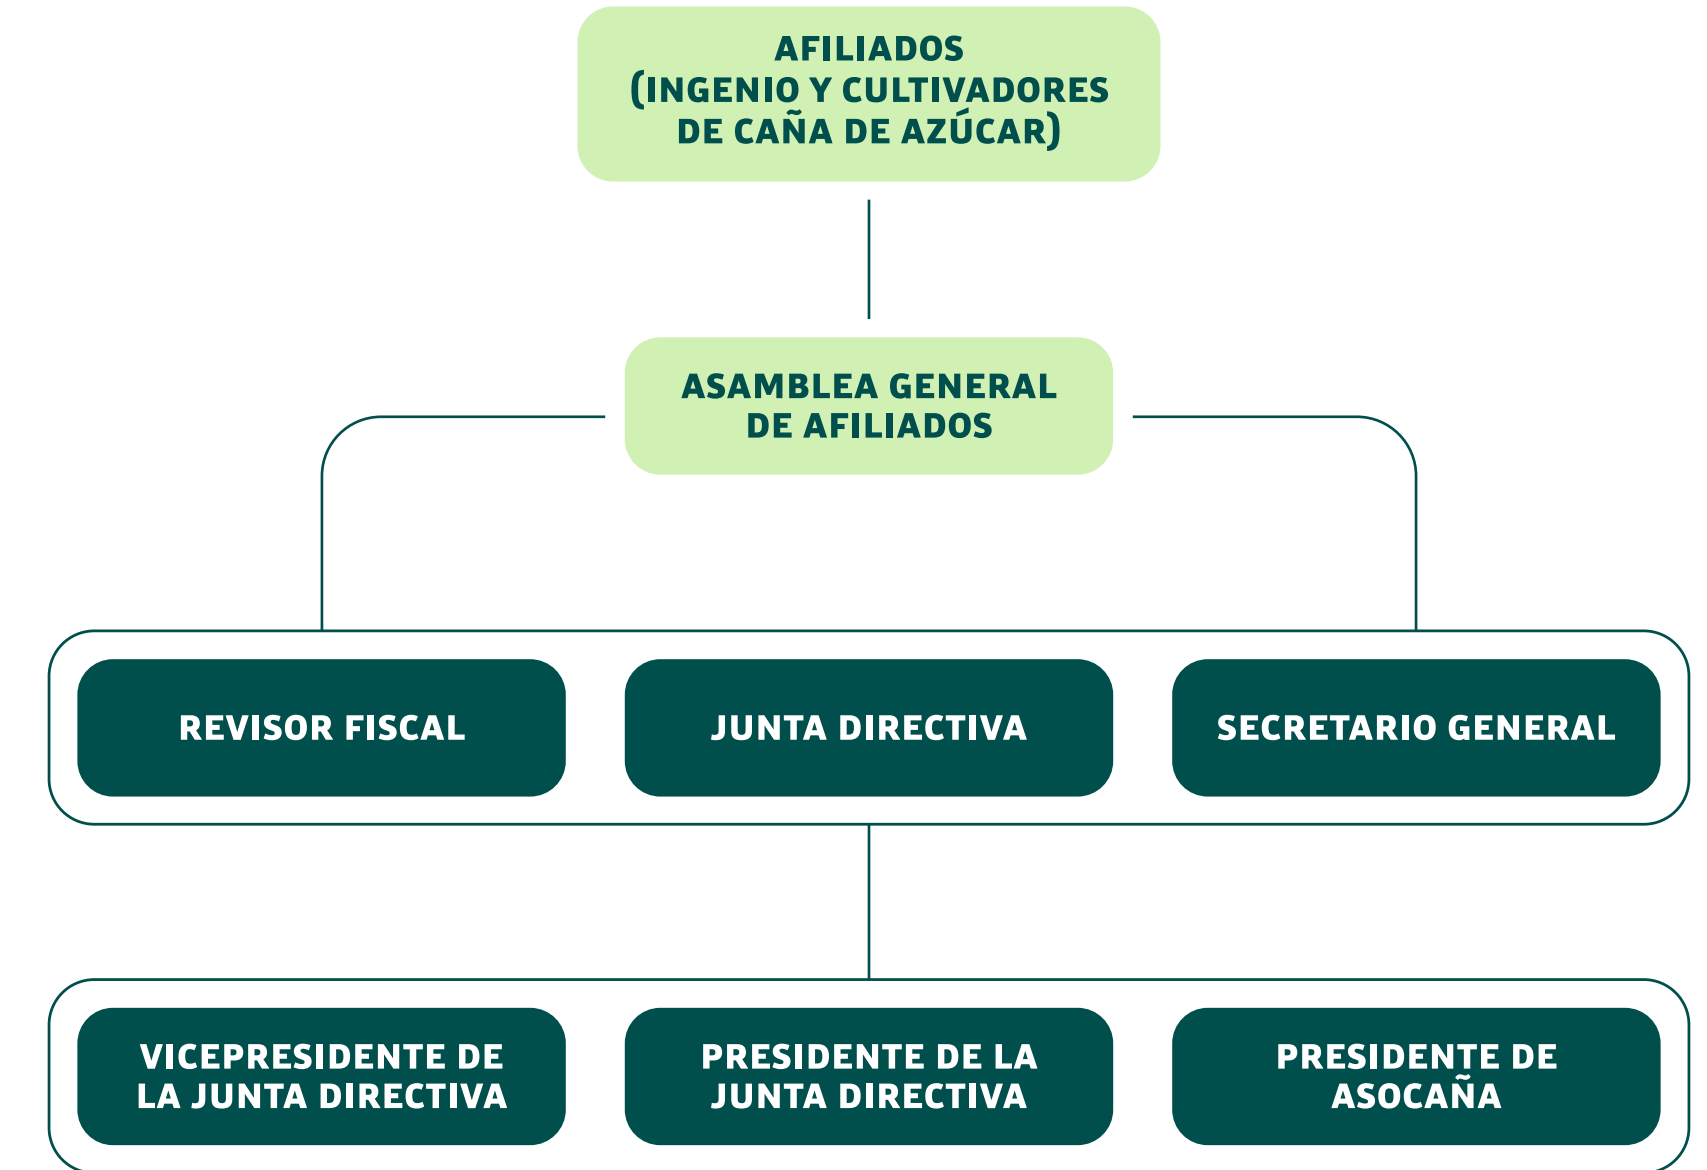 AFILIADOS
(INGENIO Y CULTIVADORES
DE CAÑA DE AZÚCAR)
ASAMBLEA GENERAL
DE AFILIADOS
REVISOR FISCAL
JUNTA DIRECTIVA
SECRETARIO GENERAL
VICEPRESIDENTE DE
LA JUNTA DIRECTIVA
PRESIDENTE DE LA
JUNTA DIRECTIVA
PRESIDENTE DE
ASOCAÑA